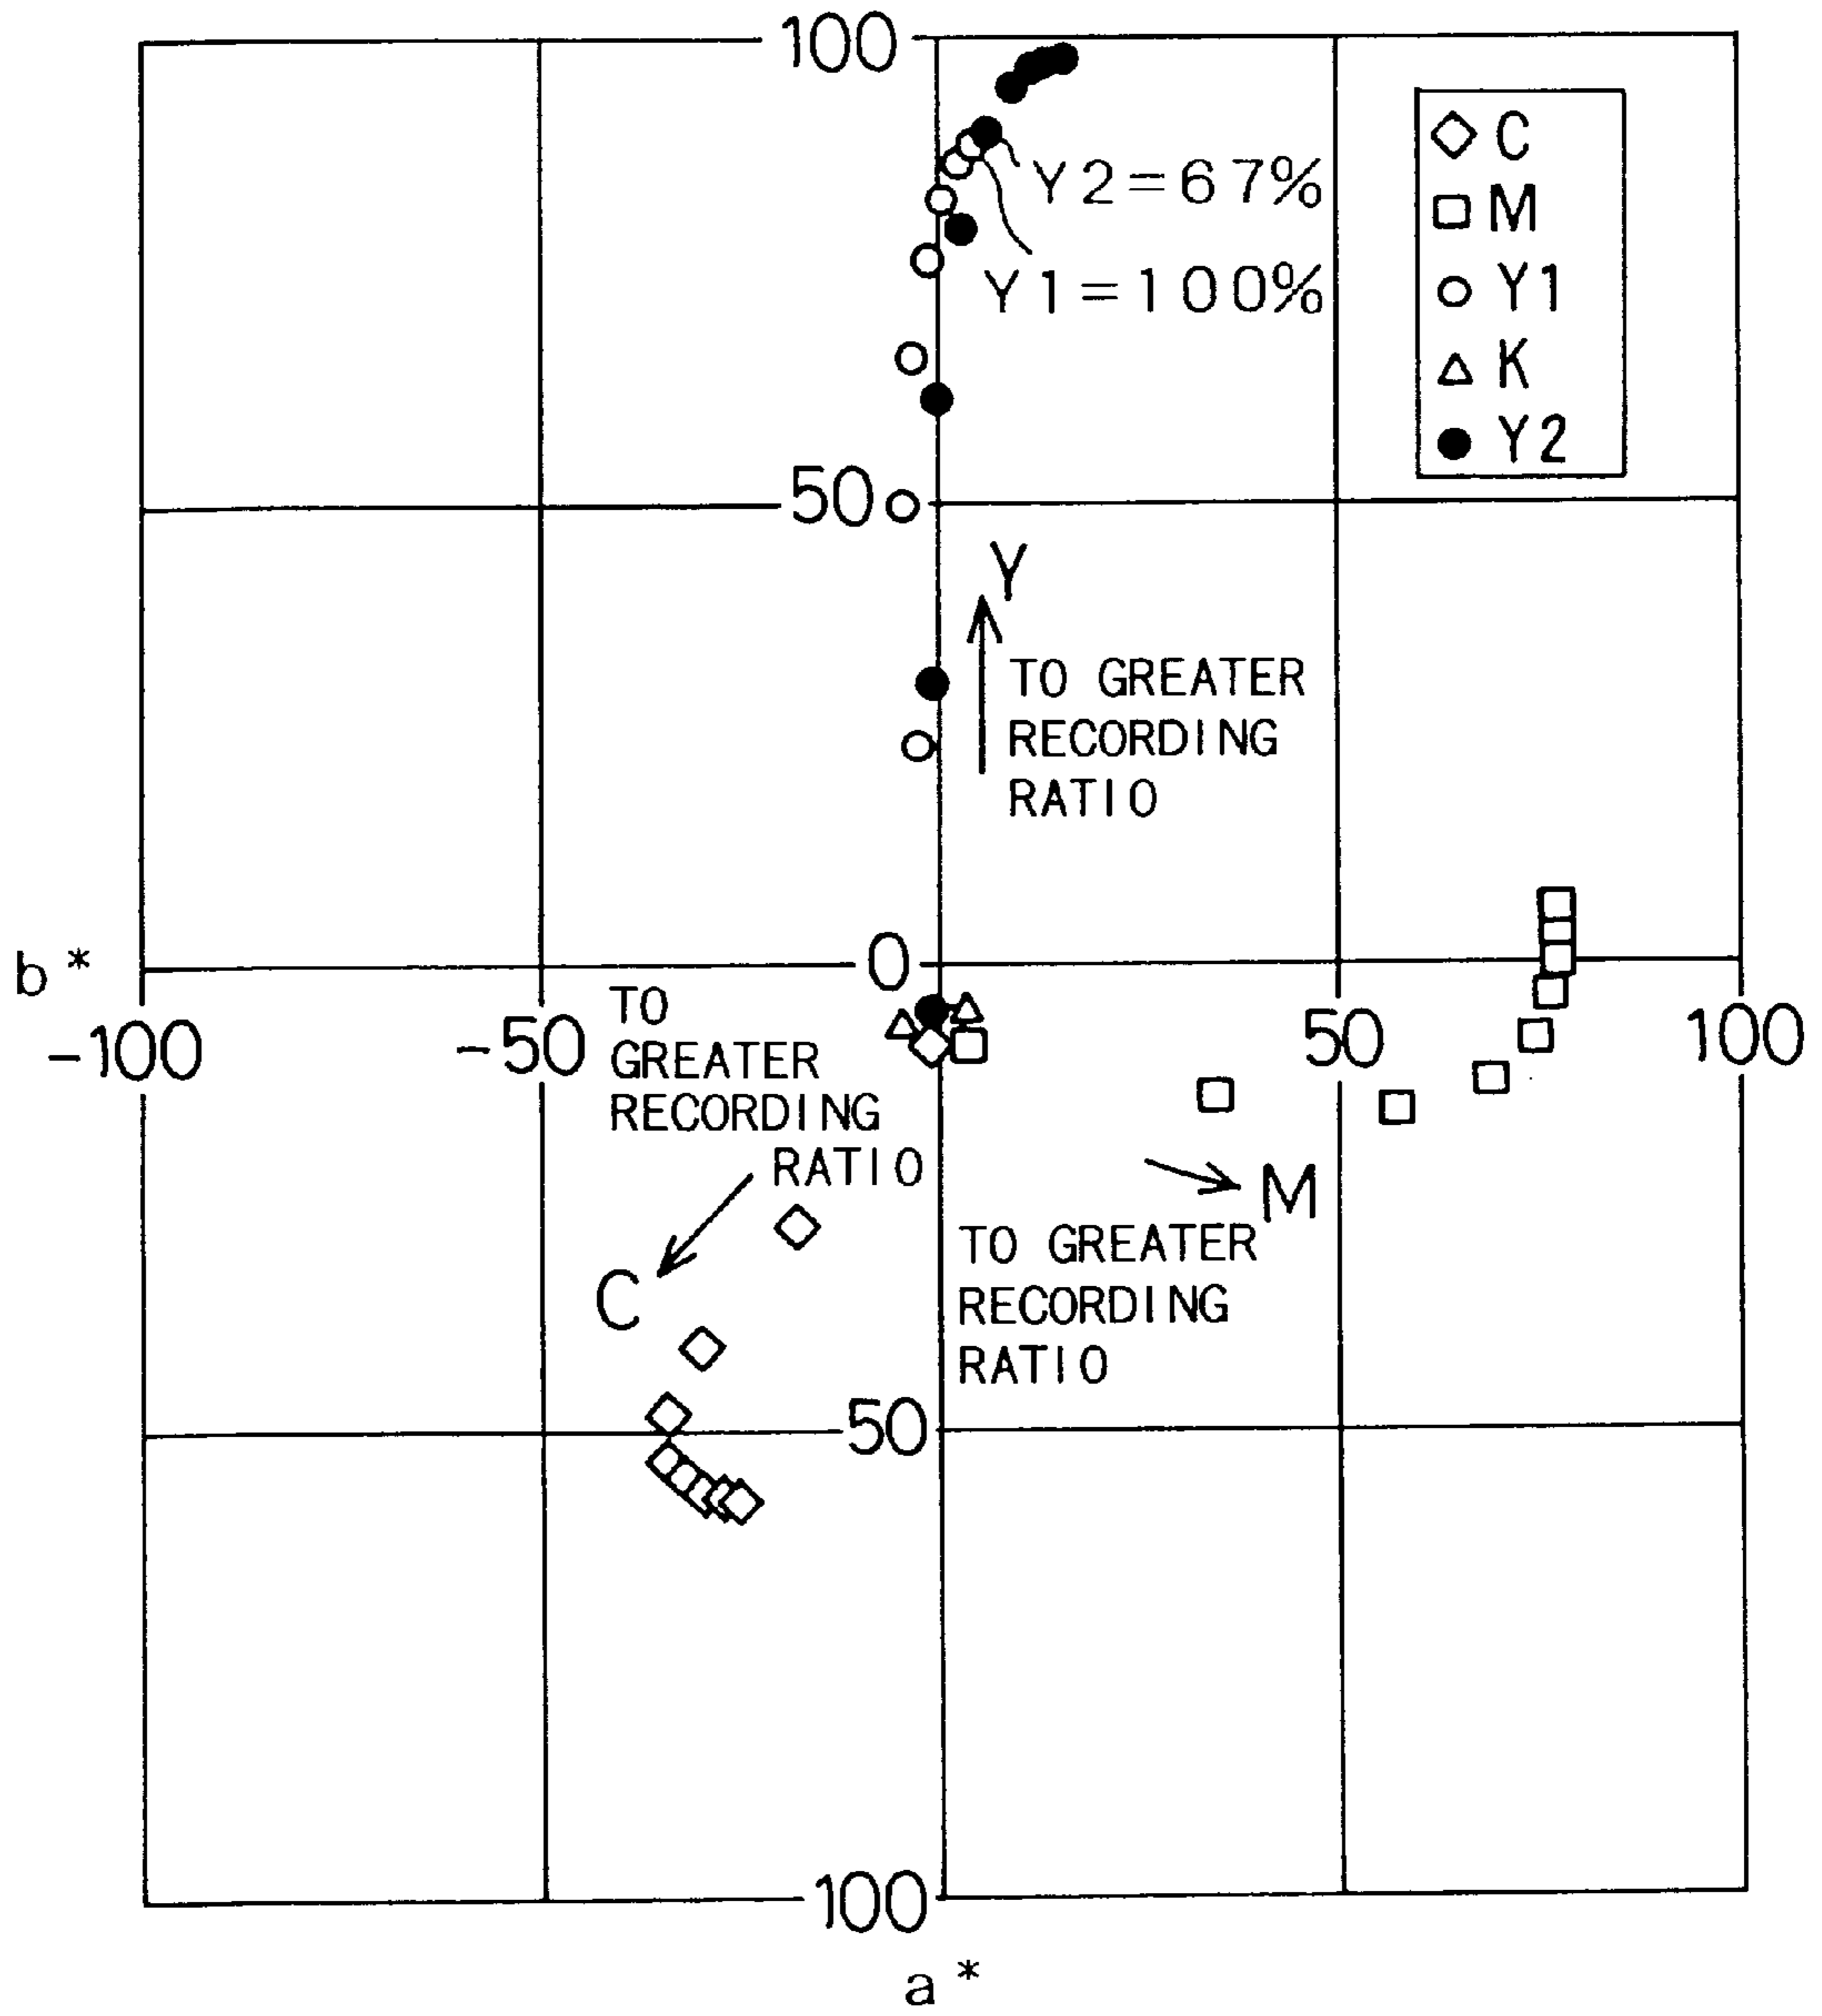 100
C
M
Y1
K
Y2
Y2=67%
Y1=100%
50
Y
TO GREATER
RECORDING
RATIO
b*
0
-100
-50
50
100
TO
GREATER
RECORDING
RATIO
C
M
TO GREATER
RECORDING
RATIO
50
100
a*